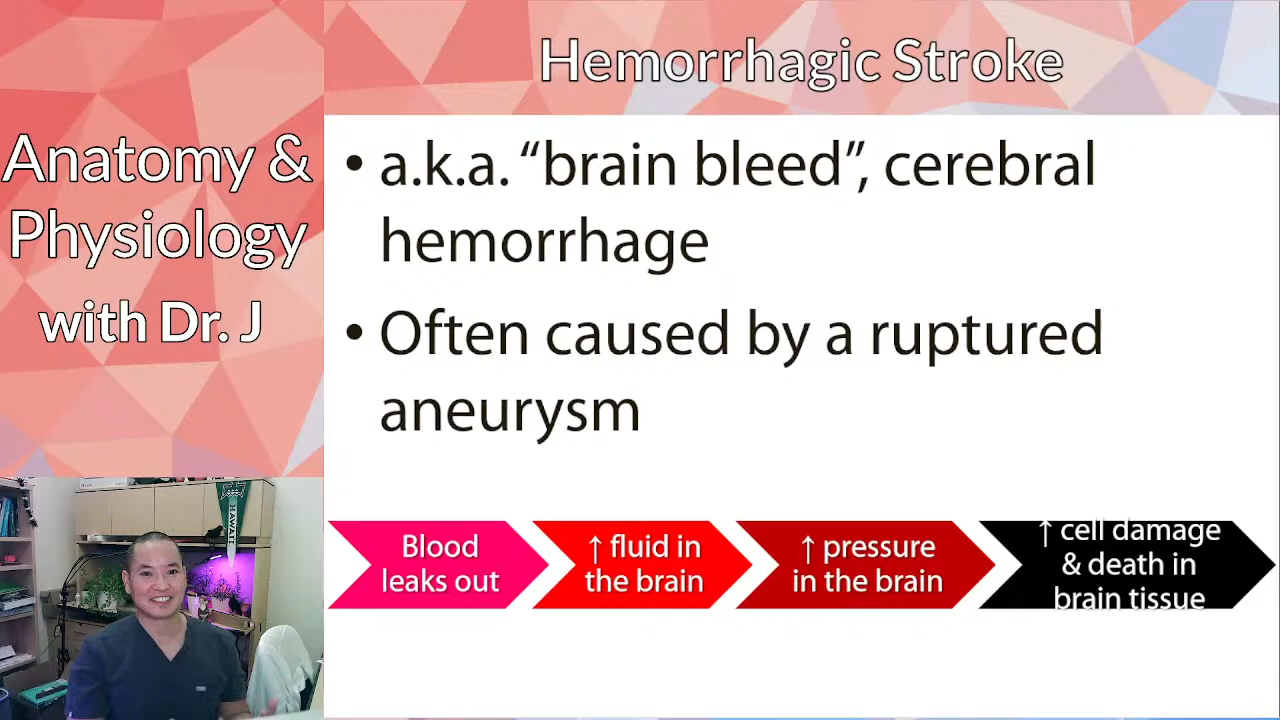 Hemorrhagic Stroke
Anatomy &
Physiology
with Dr. J
• a.k.a. “brain bleed”, cerebral
hemorrhage
• Often caused by a ruptured
aneurysm
Blood
leaks out
↑ fluid in
the brain
↑ pressure
in the brain
↑ cell damage
& death in
brain tissue
HAWAII